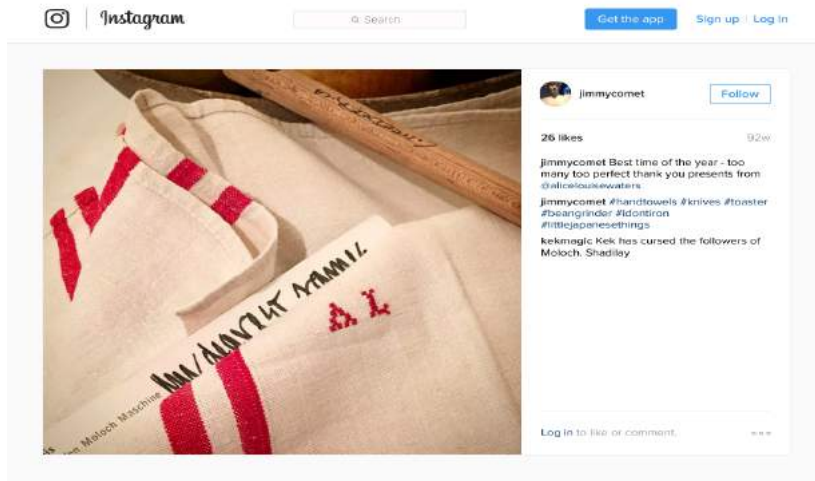 Instagram
Search
Get the app
Sign up
Log in
jimmycomet
Follow
26 likes
92w
jimmycomet Best time of the year - too
many too perfect thank you presents from
@alicelouisewaters
jimmycomet #handtowels #knives #toaster
#beangrinder #Idontiron
#littlejapanesethings
kekmagic Kek has cursed the followers of
Moloch. Shadilay
Moloch Maschine
AL
Log in to like or comment.